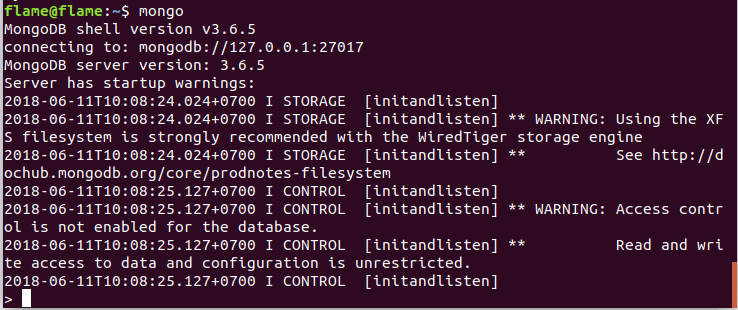 flame@flame:~$ mongo
MongoDB shell version v3.6.5
connecting to: mongodb://127.0.0.1:27017
MongoDB server version: 3.6.5
Server has startup warnings:
2018-06-11T10:08:24.024+0700 I STORAGE  [initandlisten]
2018-06-11T10:08:24.024+0700 I STORAGE  [initandlisten] ** WARNING: Using the XF
S filesystem is strongly recommended with the WiredTiger storage engine
2018-06-11T10:08:24.024+0700 I STORAGE  [initandlisten] **          See http://d
ochub.mongodb.org/core/prodnotes-filesystem
2018-06-11T10:08:25.127+0700 I CONTROL  [initandlisten]
2018-06-11T10:08:25.127+0700 I CONTROL  [initandlisten] ** WARNING: Access contr
ol is not enabled for the database.
2018-06-11T10:08:25.127+0700 I CONTROL  [initandlisten] **          Read and wri
te access to data and configuration is unrestricted.
2018-06-11T10:08:25.127+0700 I CONTROL  [initandlisten]
>